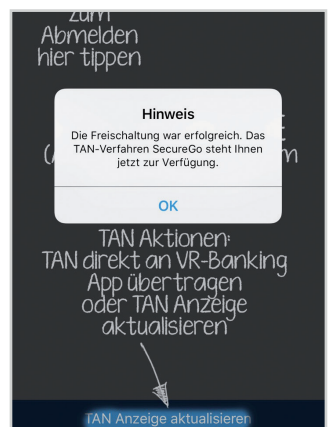 zum
Abmelden
hier tippen
Hinweis
Die Freischaltung war erfolgreich. Das
TAN-Verfahren SecureGo steht Ihnen
jetzt zur Verfügung.
OK
TAN Aktionen:
TAN direkt an VR-Banking
App übertragen
oder TAN Anzeige
aktualisieren
TAN Anzeige aktualisieren